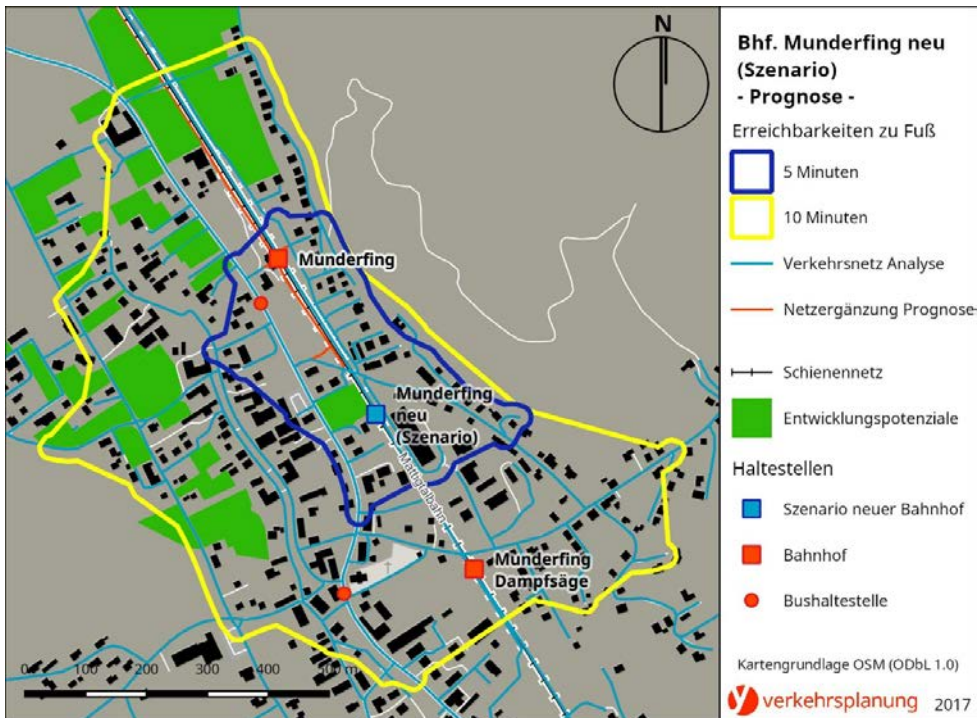 N
Munderfing
Munderfing
neu
(Szenario)
Mattigtalbahn
Munderfing
Dampfsäge
0 100 200 300 400 500 m
Bhf. Munderfing neu
(Szenario)
- Prognose -
Erreichbarkeiten zu Fuß
5 Minuten
10 Minuten
Verkehrsnetz Analyse
Netzergänzung Prognose
Schienennetz
Entwicklungspotenziale
Haltestellen
Szenario neuer Bahnhof
Bahnhof
Bushaltestelle
Kartengrundlage OSM (ODbL 1.0)
y verkehrsplanung 2017